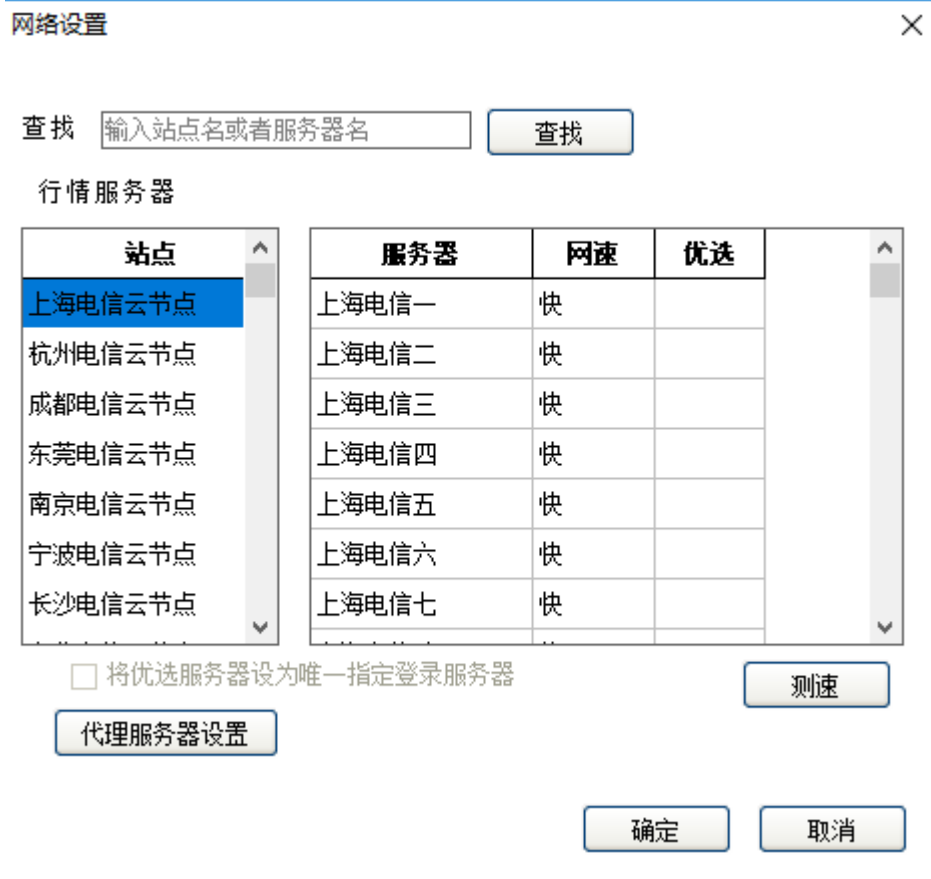 网络设置
查找 输入站点名或者服务器名 查找
行情服务器
站点 服务器 网速 优选
上海电信云节点 上海电信一 快
杭州电信云节点 上海电信二 快
成都电信云节点 上海电信三 快
东莞电信云节点 上海电信四 快
南京电信云节点 上海电信五 快
宁波电信云节点 上海电信六 快
长沙电信云节点 上海电信七 快
将优选服务器设为唯一指定登录服务器 测速
代理服务器设置
确定 取消